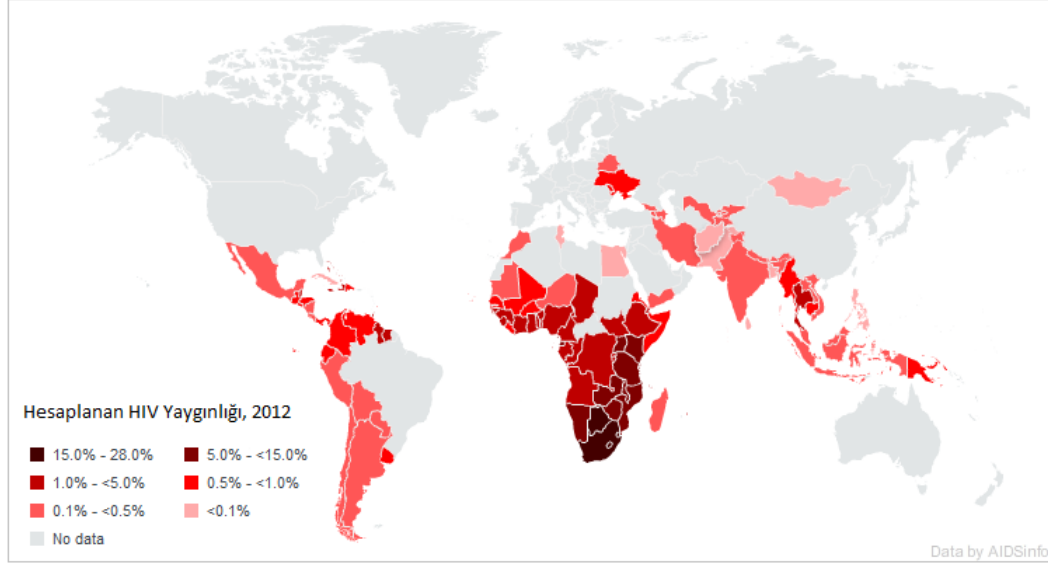 Hesaplanan HIV Yaygınlığı, 2012
15.0% - 28.0%
5.0% - <15.0%
1.0% - <5.0%
0.5% - <1.0%
0.1% - <0.5%
<0.1%
No data
Data by AIDSinfo